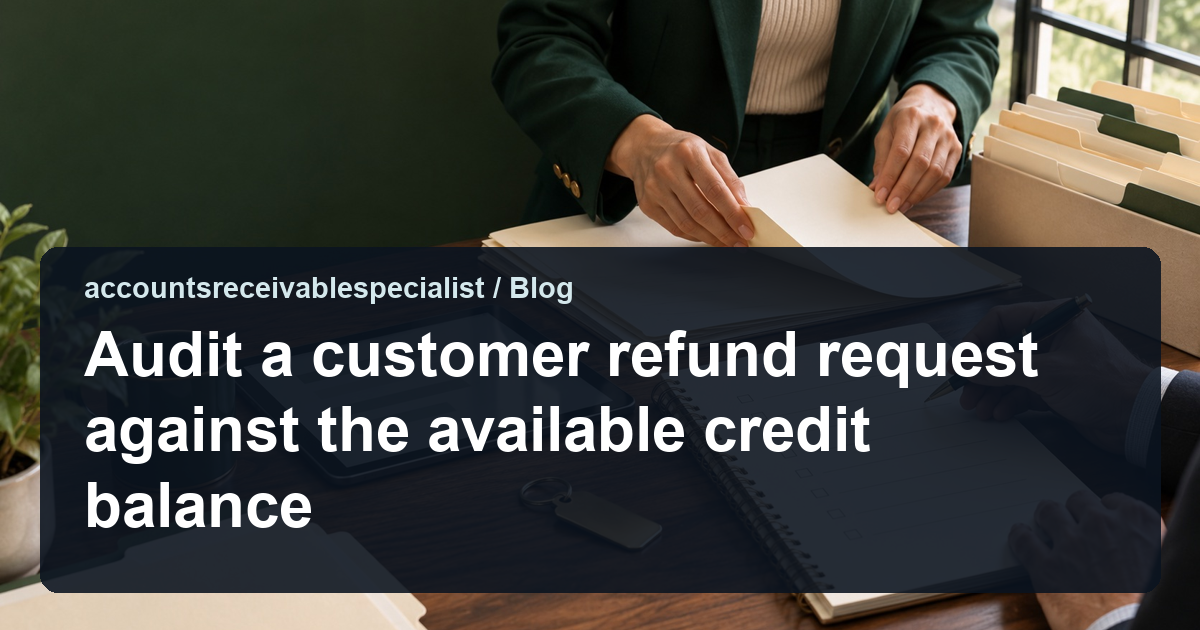 accountsreceivablespecialist / Blog
Audit a customer refund request
against the available credit
balance